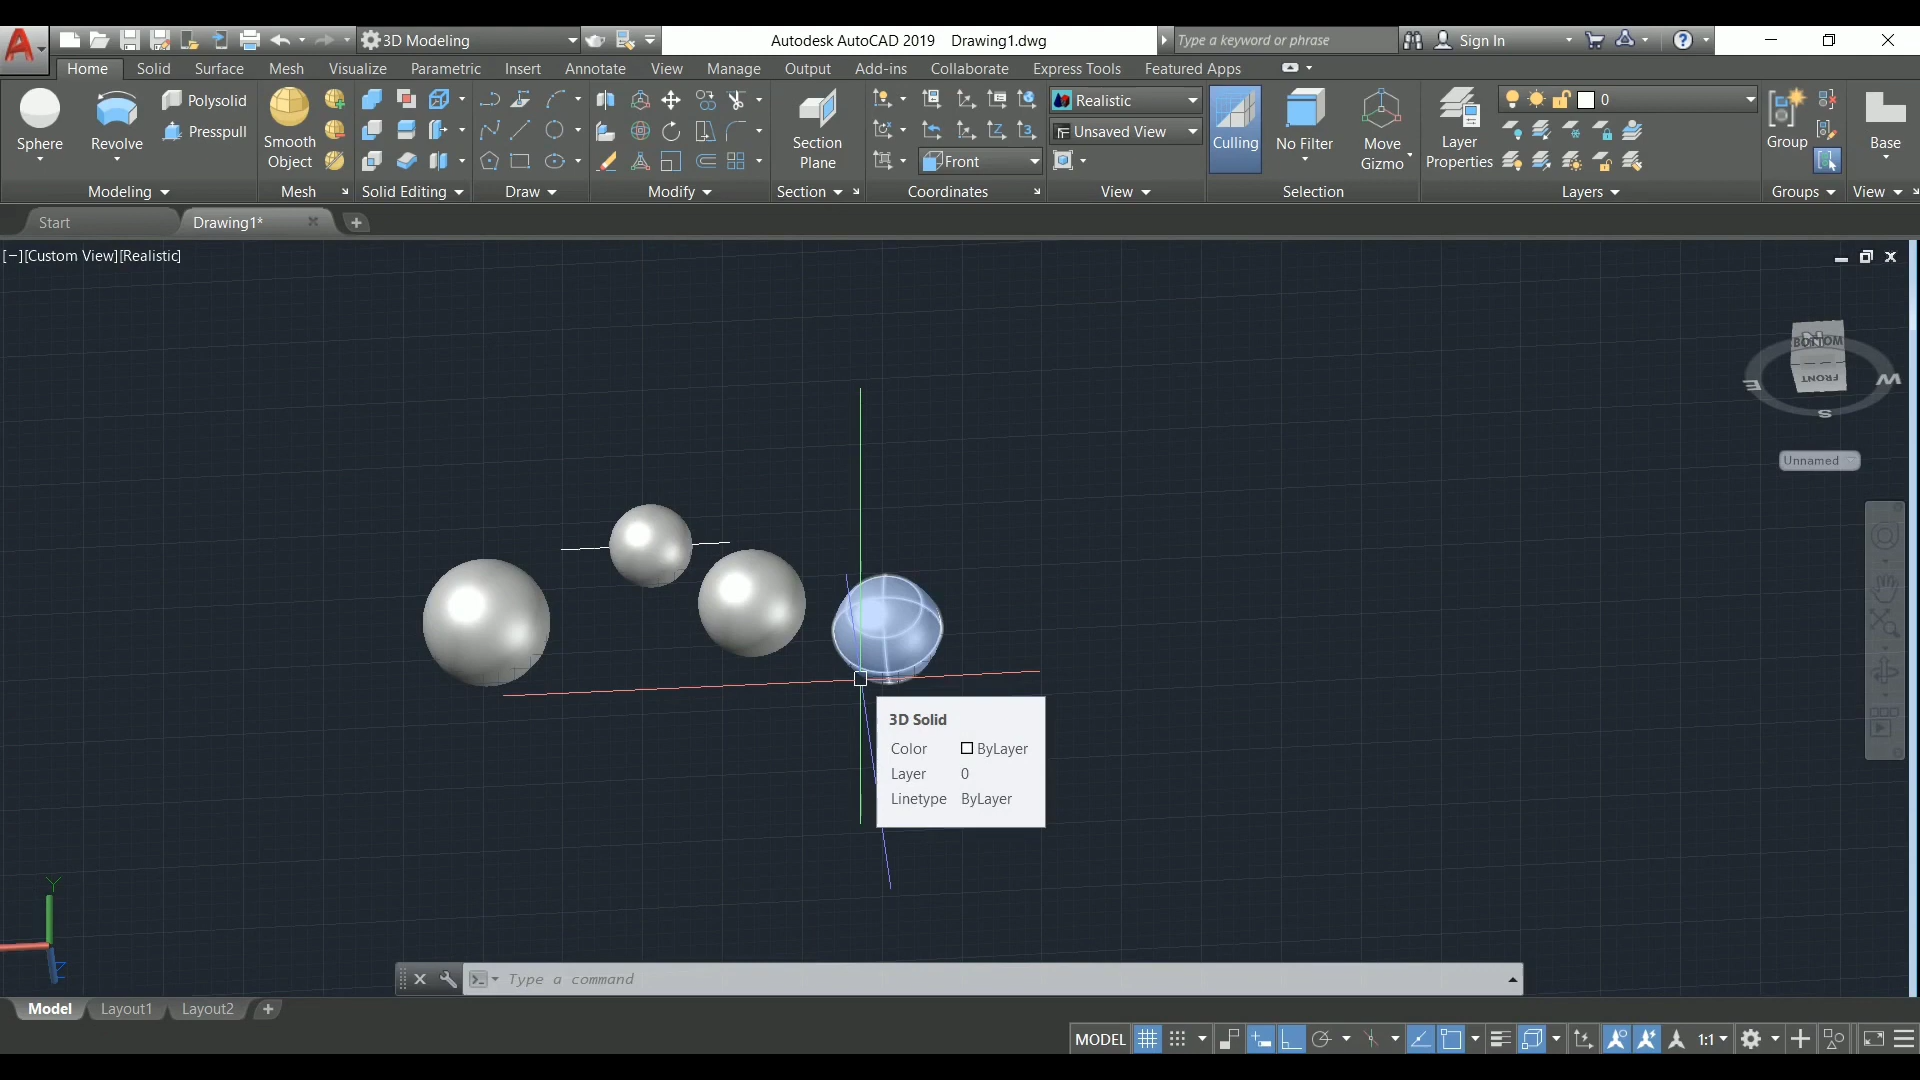 3D Modeling
Autodesk AutoCAD 2019 Drawing1.dwg
Type a keyword or phrase
Sign In
Home Solid Surface Mesh Visualize Parametric Insert Annotate View Manage Output Add-ins Collaborate Express Tools Featured Apps
Sphere
Revolve
Polysolid
Presspull
Smooth
Object
Section
Plane
Front
Realistic
Unsaved View
Culling
No Filter
Move
Gizmo
Layer
Properties
0
Group
Base
Modeling
Mesh
Solid Editing
Draw
Modify
Section
Coordinates
View
Selection
Layers
Groups
View
Start
Drawing1*
[−][Custom View][Realistic]
BOTTOM
FRONT
E
W
S
Unnamed
3D Solid
Color ByLayer
Layer 0
Linetype ByLayer
Y
Z
Type a command
Model Layout1 Layout2
MODEL
1:1